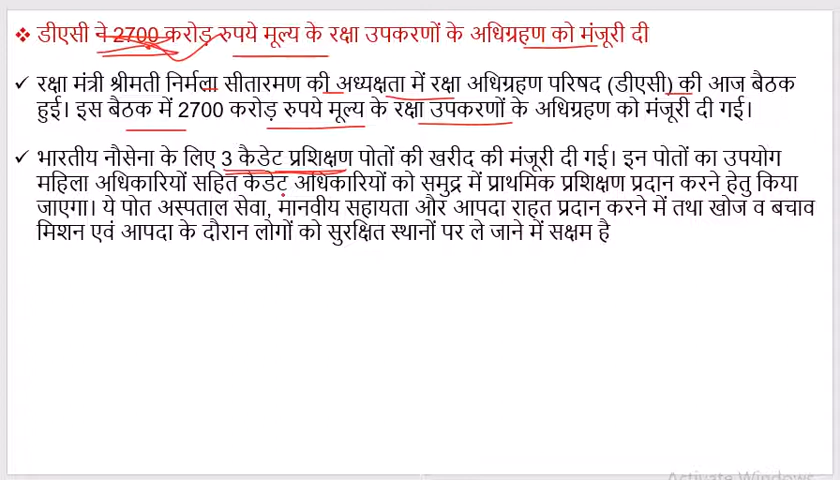 ❖ डीएसी ने 2700 करोड़ रुपये मूल्य के रक्षा उपकरणों के अधिग्रहण को मंजूरी दी
✓ रक्षा मंत्री श्रीमती निर्मला सीतारमण की अध्यक्षता में रक्षा अधिग्रहण परिषद (डीएसी) की आज बैठक
हुई। इस बैठक में 2700 करोड़ रुपये मूल्य के रक्षा उपकरणों के अधिग्रहण को मंजूरी दी गई।
✓ भारतीय नौसेना के लिए 3 कैडेट प्रशिक्षण पोतों की खरीद की मंजूरी दी गई। इन पोतों का उपयोग
महिला अधिकारियों सहित कैडेट अधिकारियों को समुद्र में प्राथमिक प्रशिक्षण प्रदान करने हेतु किया
जाएगा। ये पोत अस्पताल सेवा, मानवीय सहायता और आपदा राहत प्रदान करने में तथा खोज व बचाव
मिशन एवं आपदा के दौरान लोगों को सुरक्षित स्थानों पर ले जाने में सक्षम है
Activate Windows